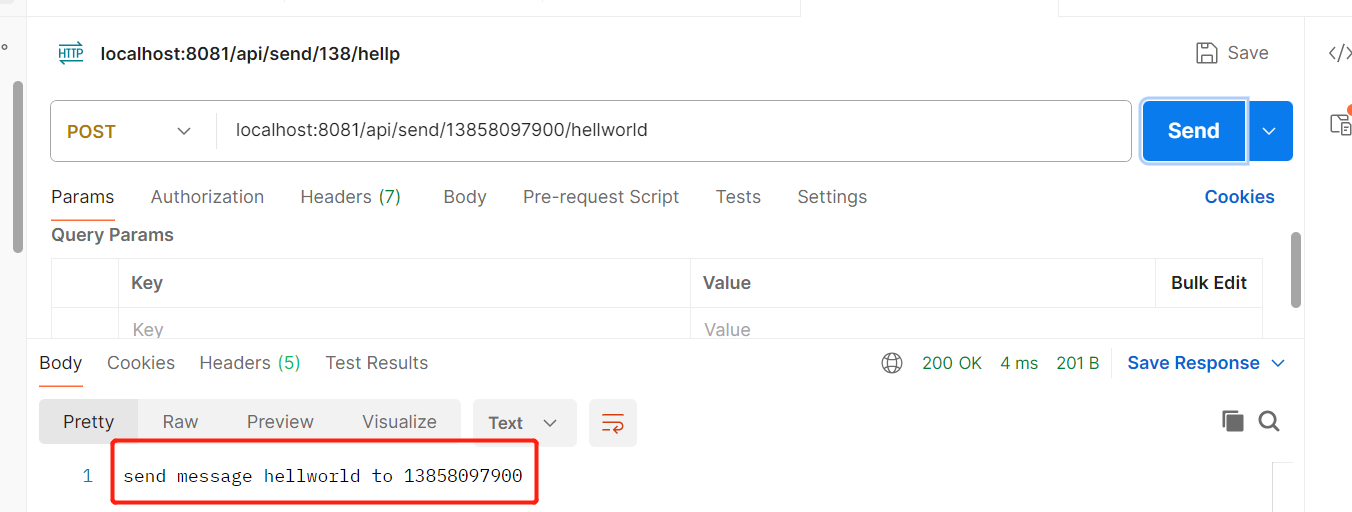 HTTP localhost:8081/api/send/138/hellp Save
POST localhost:8081/api/send/13858097900/hellworld Send
Params Authorization Headers (7) Body Pre-request Script Tests Settings Cookies
Query Params
Key Value Bulk Edit
Key Value
Body Cookies Headers (5) Test Results 200 OK 4 ms 201 B Save Response
Pretty Raw Preview Visualize Text
1 send message hellworld to 13858097900